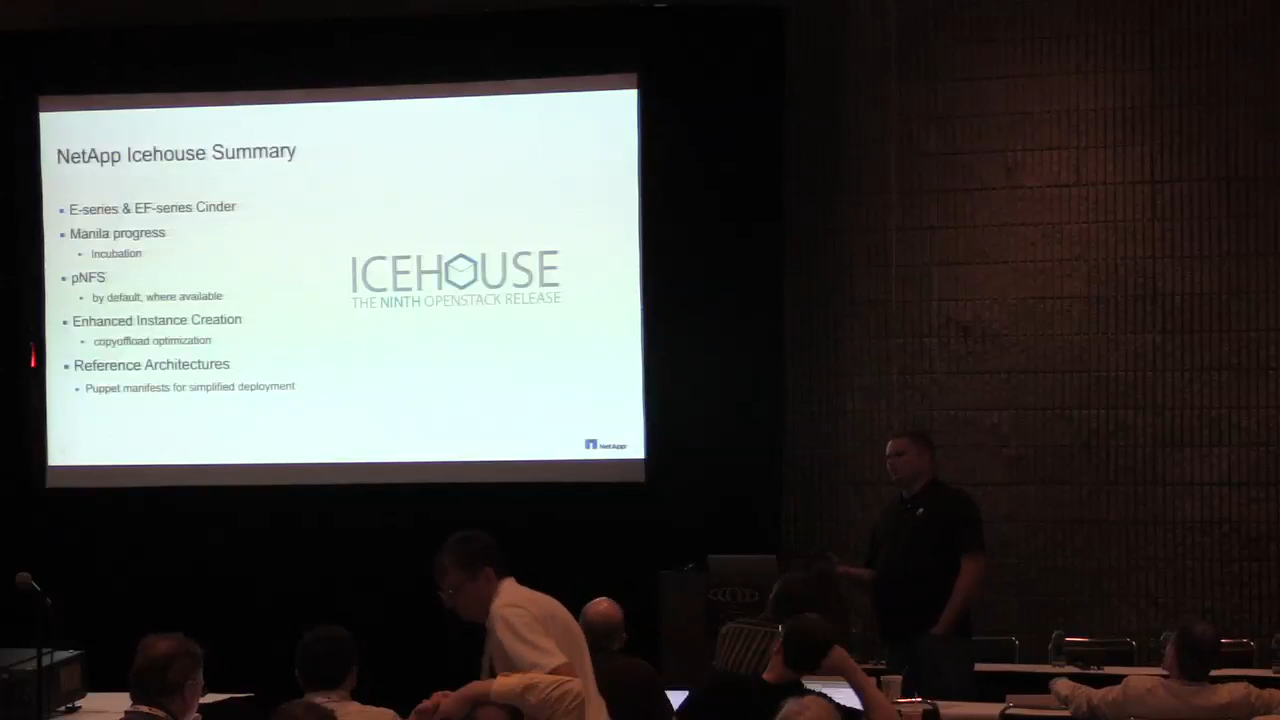 NetApp Icehouse Summary
E-series & EF-series Cinder
Manila progress
Incubation
pNFS
by default, where available
Enhanced Instance Creation
copyoffload optimization
Reference Architectures
Puppet manifests for simplified deployment
ICEHOUSE
THE NINTH OPENSTACK RELEASE
NetApp